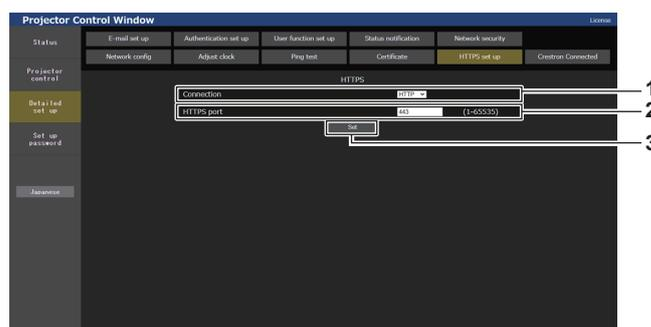 Projector Control Window
License
Status
E-mail set up
Authentication set up
User function set up
Status notification
Network security
Network config
Adjust clock
Ping test
Certificate
HTTPS set up
Crestron Connected
Projector
control
HTTPS
Connection
HTTP
1
Detailed
set up
HTTPS port
443
(1-65535)
2
Set
3
Set up
password
Japanese